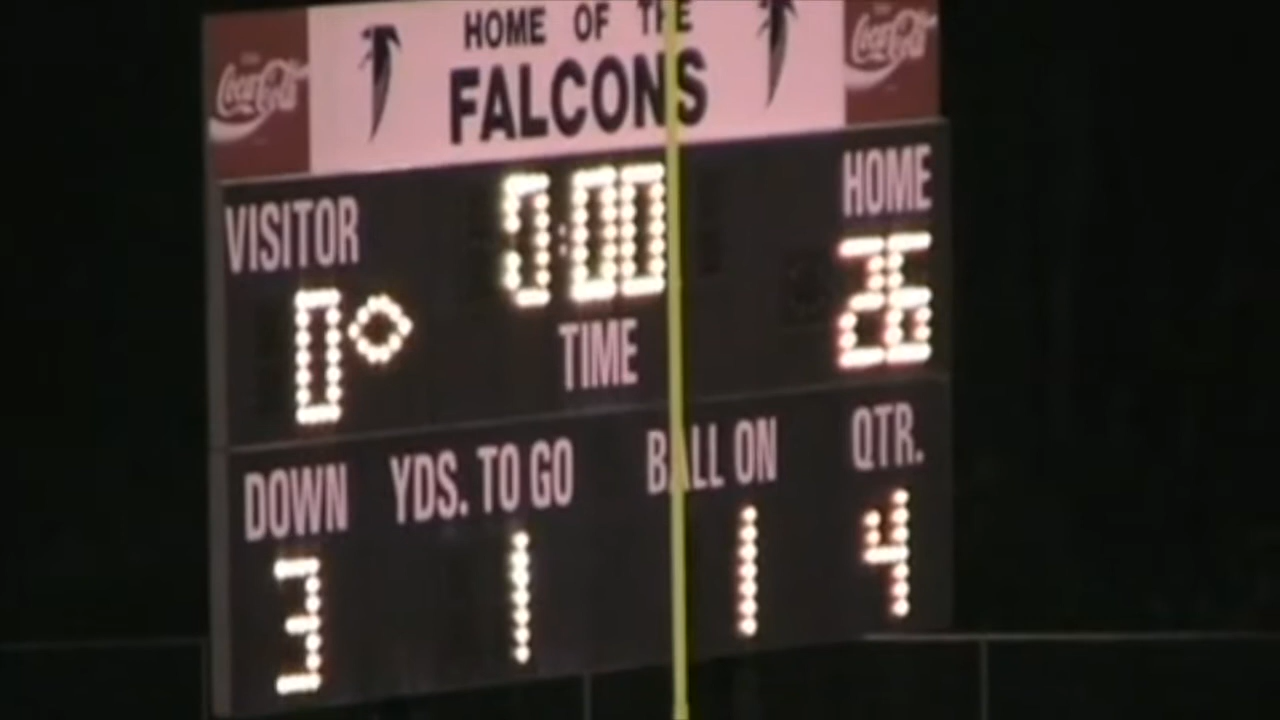 HOME OF THE
Coca-Cola FALCONS Coca-Cola
VISITOR 0:00 HOME
0 TIME 26
DOWN YDS. TO GO BALL ON QTR.
3 1 1 4